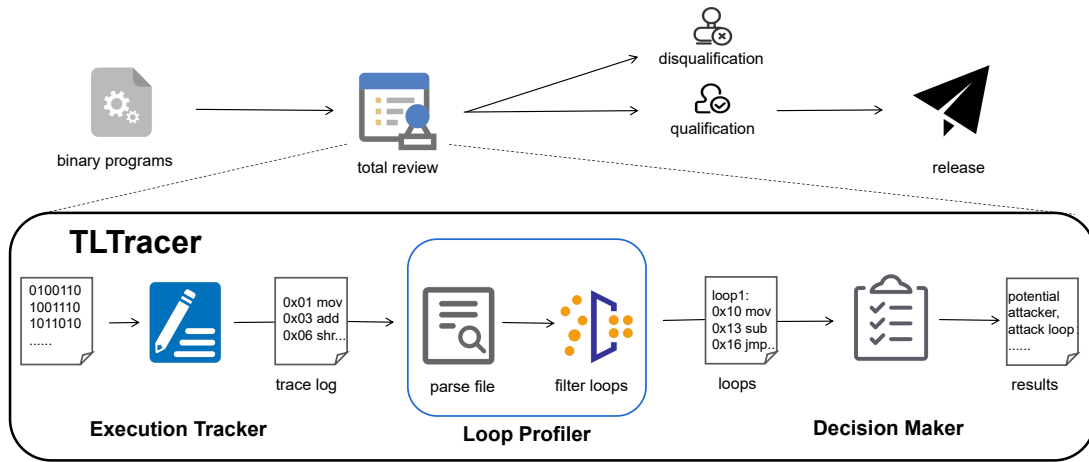 disqualification
binary programs
total review
qualification
release
TLTracer
0100110
1001110
1011010
......
0x01 mov
0x03 add
0x06 shr...
trace log
parse file
filter loops
loop1:
0x10 mov
0x13 sub
0x16 jmp..
loops
potential
attacker,
attack loop
......
results
Execution Tracker
Loop Profiler
Decision Maker